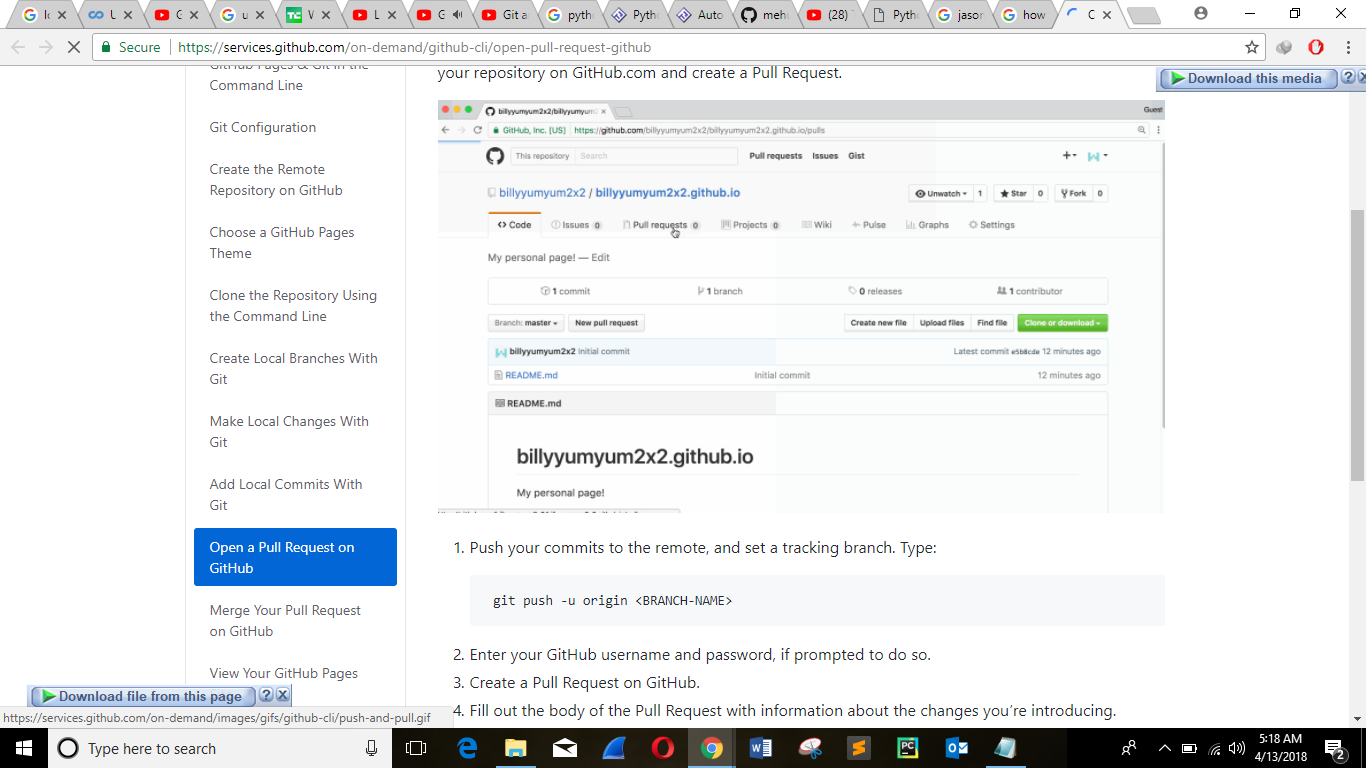 Ic
U
G
u
V
L
G
Git a
pyth
Pyth
Auto
meh
(28)
Pyth
jason
how
C
Secure
https://services.github.com/on-demand/github-cli/open-pull-request-github
GitHub Pages & Git in the
Command Line
Git Configuration
Create the Remote
Repository on GitHub
Choose a GitHub Pages
Theme
Clone the Repository Using
the Command Line
Create Local Branches With
Git
Make Local Changes With
Git
Add Local Commits With
Git
Open a Pull Request on
GitHub
Merge Your Pull Request
on GitHub
View Your GitHub Pages
your repository on GitHub.com and create a Pull Request.
Download this media
billyyumyum2x2/billyyumyum2
Guest
GitHub, Inc. [US] https://github.com/billyyumyum2x2/billyyumyum2x2.github.io/pulls
This repository Search Pull requests Issues Gist
billyyumyum2x2 / billyyumyum2x2.github.io
Unwatch 1 Star 0 Fork 0
Code Issues 0 Pull requests 0 Projects 0 Wiki Pulse Graphs Settings
My personal page! — Edit
1 commit 1 branch 0 releases 1 contributor
Branch: master New pull request Create new file Upload files Find file Clone or download
billyyumyum2x2 Initial commit Latest commit e5b8cde 12 minutes ago
README.md Initial commit 12 minutes ago
README.md
billyyumyum2x2.github.io
My personal page!
1. Push your commits to the remote, and set a tracking branch. Type:
git push -u origin <BRANCH-NAME>
2. Enter your GitHub username and password, if prompted to do so.
3. Create a Pull Request on GitHub.
4. Fill out the body of the Pull Request with information about the changes you're introducing.
Download file from this page
https://services.github.com/on-demand/images/gifs/github-cli/push-and-pull.gif
Type here to search
5:18 AM
4/13/2018
2